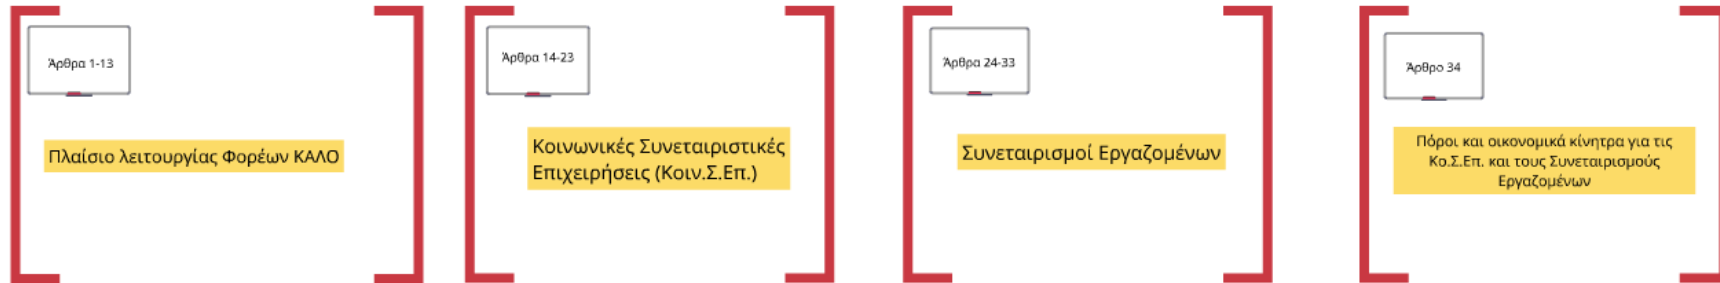 Άρθρα 1-13
Πλαίσιο λειτουργίας Φορέων ΚΑΛΟ
Άρθρα 14-23
Κοινωνικές Συνεταιριστικές
Επιχειρήσεις (Κοιν.Σ.Επ.)
Άρθρα 24-33
Συνεταιρισμοί Εργαζομένων
Άρθρο 34
Πόροι και οικονομικά κίνητρα για τις
Κο.Σ.Επ. και τους Συνεταιρισμούς
Εργαζομένων